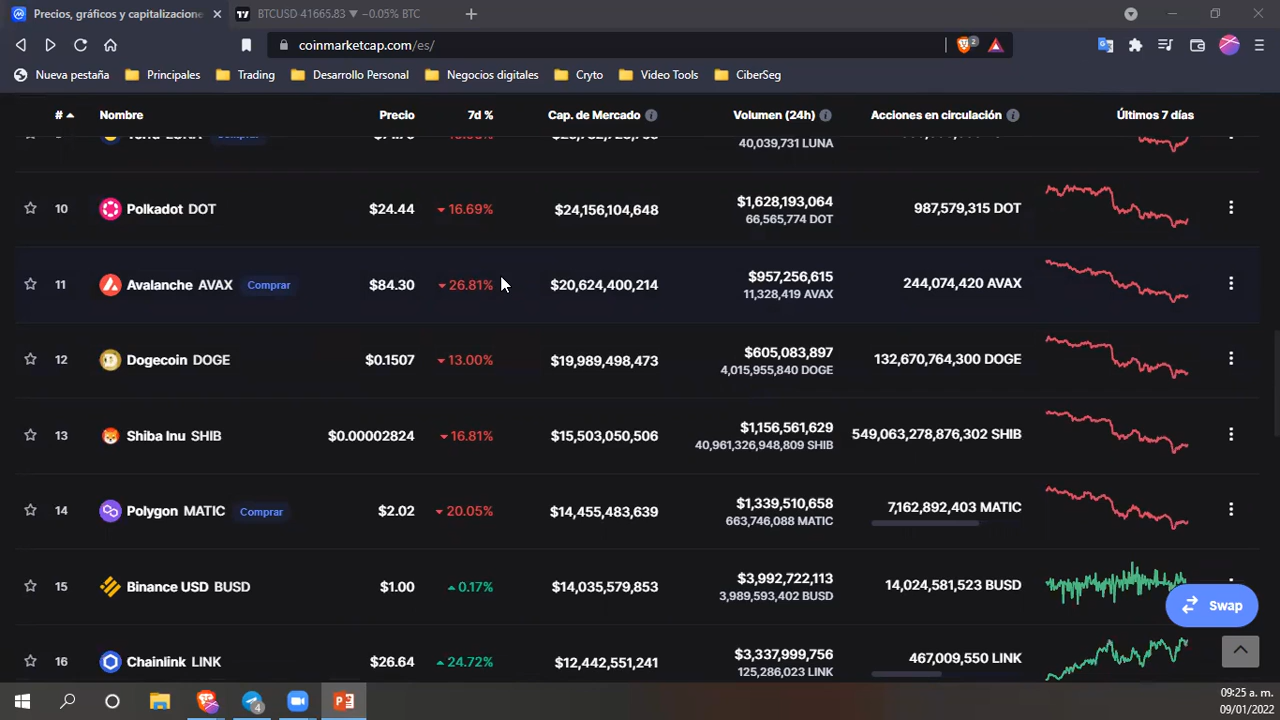 Precios, gráficos y capitalizacione
BTCUSD 41665.83 ▼ −0.05% BTC
coinmarketcap.com/es/
2
Nueva pestaña
Principales
Trading
Desarrollo Personal
Negocios digitales
Cryto
Video Tools
CiberSeg
# Nombre Precio 7d % Cap. de Mercado Volumen (24h) Acciones en circulación Últimos 7 días
40,039,731 LUNA
10 Polkadot DOT $24.44 16.69% $24,156,104,648 $1,628,193,064 987,579,315 DOT
66,565,774 DOT
11 Avalanche AVAX Comprar $84.30 26.81% $20,624,400,214 $957,256,615 244,074,420 AVAX
11,328,419 AVAX
12 Dogecoin DOGE $0.1507 13.00% $19,989,498,473 $605,083,897 132,670,764,300 DOGE
4,015,955,840 DOGE
13 Shiba Inu SHIB $0.00002824 16.81% $15,503,050,506 $1,156,561,629 549,063,278,876,302 SHIB
40,961,326,948,809 SHIB
14 Polygon MATIC Comprar $2.02 20.05% $14,455,483,639 $1,339,510,658 7,162,892,403 MATIC
663,746,088 MATIC
15 Binance USD BUSD $1.00 0.17% $14,035,579,853 $3,992,722,113 14,024,581,523 BUSD
3,989,593,402 BUSD
Swap
16 Chainlink LINK $26.64 24.72% $12,442,551,241 $3,337,999,756 467,009,550 LINK
125,286,023 LINK
4
09:25 a. m.
09/01/2022